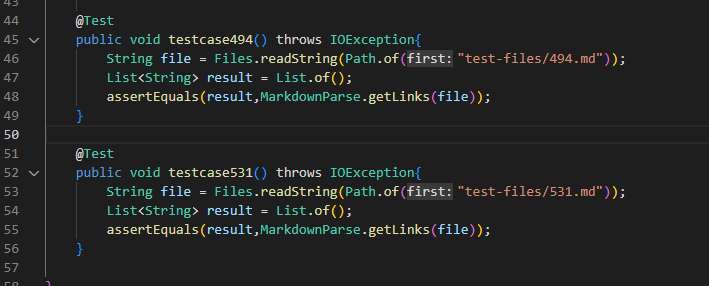 43
44 @Test
45 public void testcase494() throws IOException{
46 String file = Files.readString(Path.of(first: "test-files/494.md"));
47 List<String> result = List.of();
48 assertEquals(result,MarkdownParse.getLinks(file));
49 }
50
51 @Test
52 public void testcase531() throws IOException{
53 String file = Files.readString(Path.of(first: "test-files/531.md"));
54 List<String> result = List.of();
55 assertEquals(result,MarkdownParse.getLinks(file));
56 }
57
58 }